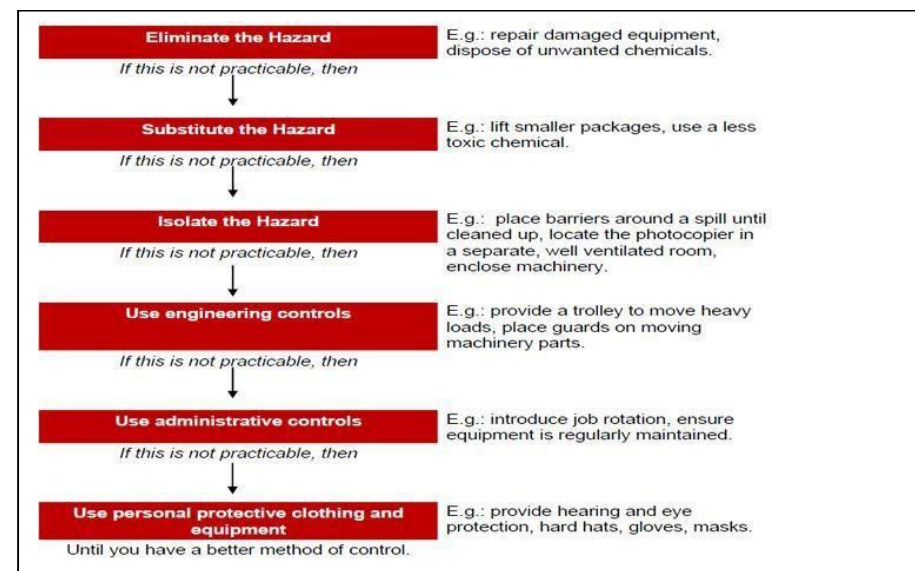 Eliminate the Hazard
E.g.: repair damaged equipment,
dispose of unwanted chemicals.
If this is not practicable, then
Substitute the Hazard
E.g.: lift smaller packages, use a less
toxic chemical.
If this is not practicable, then
Isolate the Hazard
E.g.: place barriers around a spill until
cleaned up, locate the photocopier in
a separate, well ventilated room,
enclose machinery.
If this is not practicable, then
Use engineering controls
E.g.: provide a trolley to move heavy
loads, place guards on moving
machinery parts.
If this is not practicable, then
Use administrative controls
E.g.: introduce job rotation, ensure
equipment is regularly maintained.
If this is not practicable, then
Use personal protective clothing and
equipment
E.g.: provide hearing and eye
protection, hard hats, gloves, masks.
Until you have a better method of control.